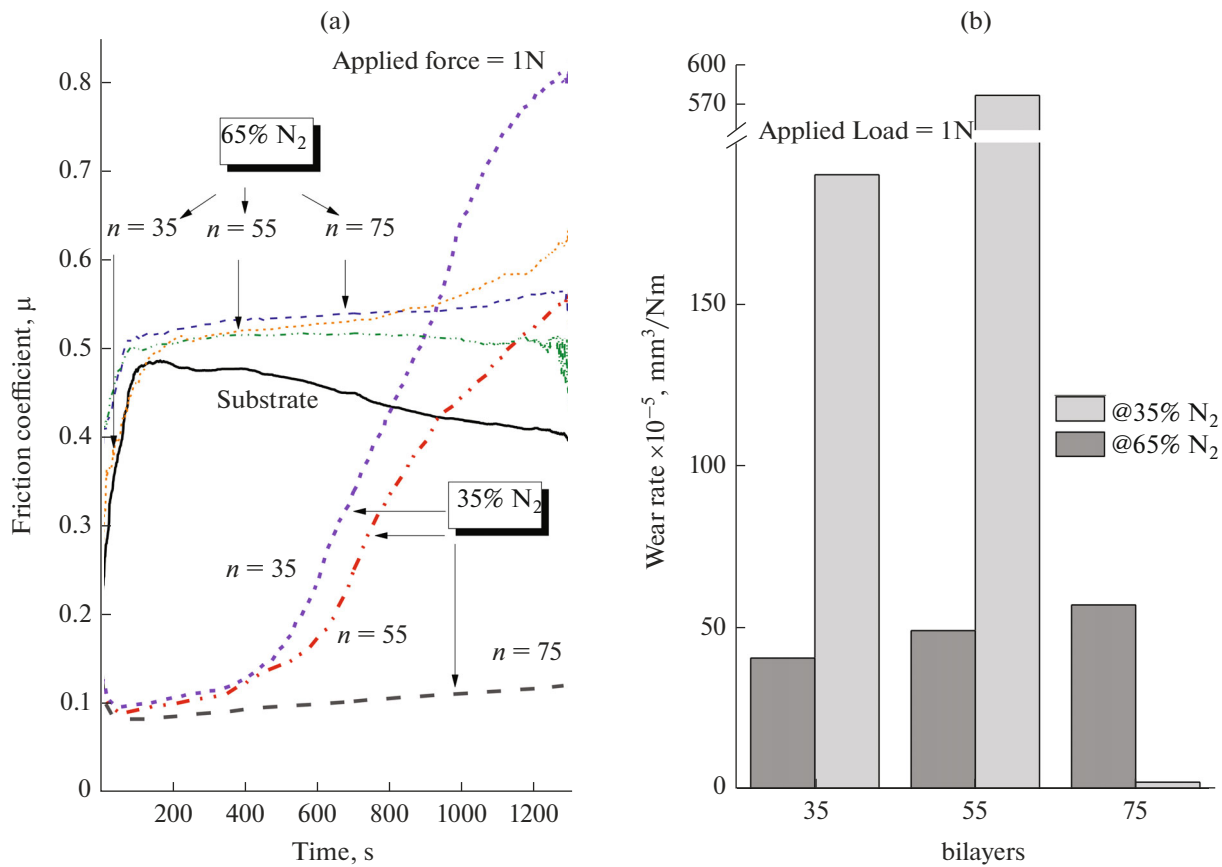 (a)
Applied force = 1N
65% N₂
n = 35
n = 55
n = 75
Substrate
35% N₂
n = 35
n = 55
n = 75
0.8
0.7
0.6
0.5
0.4
0.3
0.2
0.1
0
Friction coefficient, μ
200 400 600 800 1000 1200
Time, s
(b)
Applied Load = 1N
600
570
150
100
50
0
Wear rate ×10⁻⁵, mm³/Nm
@35% N₂
@65% N₂
35 55 75
bilayers